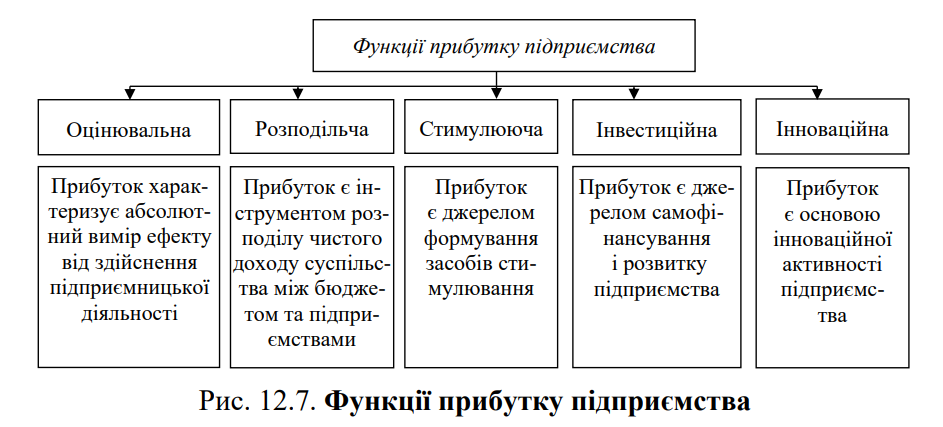 Функції прибутку підприємства
Оцінювальна
Розподільча
Стимулююча
Інвестиційна
Інноваційна
Прибуток харак-
теризує абсолют-
ний вимір ефекту
від здійснення
підприємницької
діяльності
Прибуток є ін-
струментом роз-
поділу чистого
доходу суспільс-
тва між бюдже-
том та підпри-
ємствами
Прибуток
є джерелом
формування
засобів сти-
мулювання
Прибуток є дже-
релом самофі-
нансування
і розвитку
підприємства
Прибуток
є основою
інноваційної
активності
підприємс-
тва
Рис. 12.7. Функції прибутку підприємства